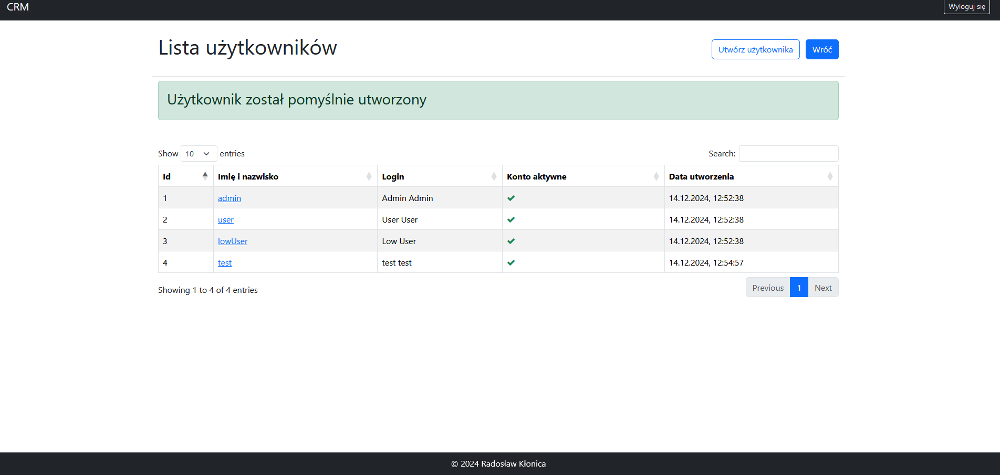 CRM
Wyloguj się
Lista użytkowników
Utwórz użytkownika
Wróć
Użytkownik został pomyślnie utworzony
Show 10 entries
Search:
Id Imię i nazwisko Login Konto aktywne Data utworzenia
1 admin Admin Admin 14.12.2024, 12:52:38
2 user User User 14.12.2024, 12:52:38
3 lowUser Low User 14.12.2024, 12:52:38
4 test test test 14.12.2024, 12:54:57
Showing 1 to 4 of 4 entries
Previous 1 Next
© 2024 Radosław Kłonica